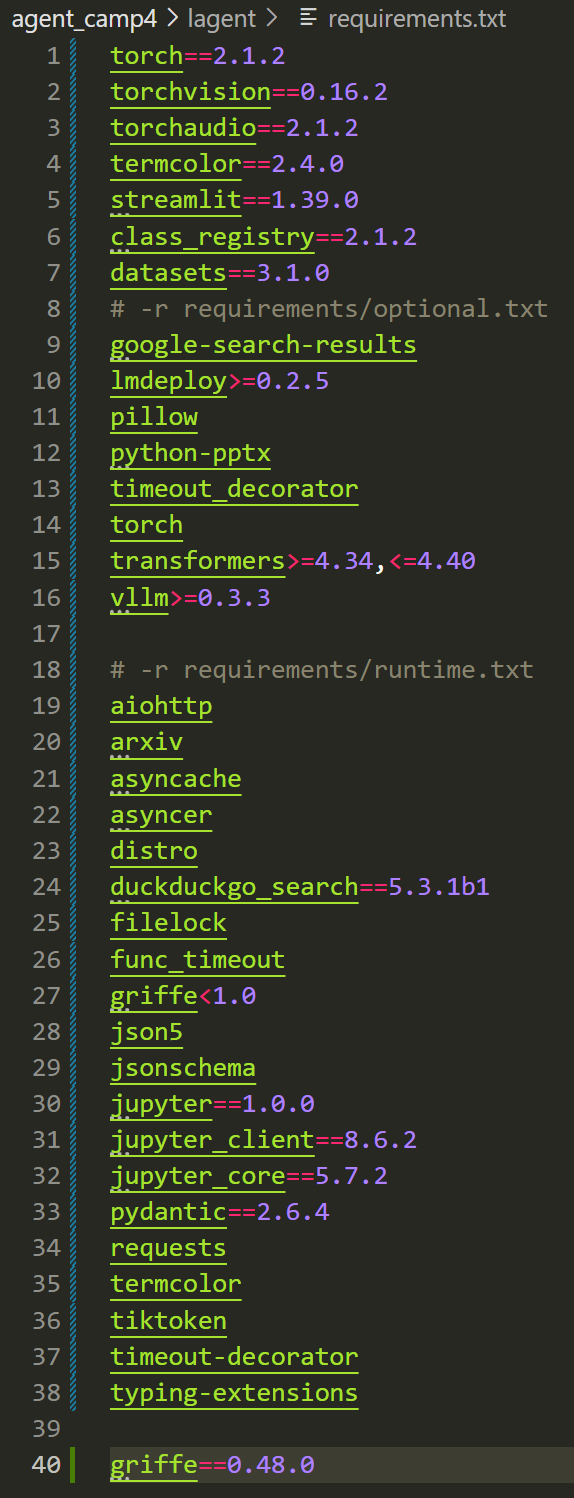 agent_camp4 > lagent > requirements.txt
1 torch==2.1.2
2 torchvision==0.16.2
3 torchaudio==2.1.2
4 termcolor==2.4.0
5 streamlit==1.39.0
6 class_registry==2.1.2
7 datasets==3.1.0
8 # -r requirements/optional.txt
9 google-search-results
10 lmdeploy>=0.2.5
11 pillow
12 python-pptx
13 timeout_decorator
14 torch
15 transformers>=4.34,<=4.40
16 vllm>=0.3.3
17
18 # -r requirements/runtime.txt
19 aiohttp
20 arxiv
21 asyncache
22 asyncer
23 distro
24 duckduckgo_search==5.3.1b1
25 filelock
26 func_timeout
27 griffe<1.0
28 json5
29 jsonschema
30 jupyter==1.0.0
31 jupyter_client==8.6.2
32 jupyter_core==5.7.2
33 pydantic==2.6.4
34 requests
35 termcolor
36 tiktoken
37 timeout-decorator
38 typing-extensions
39
40 griffe==0.48.0